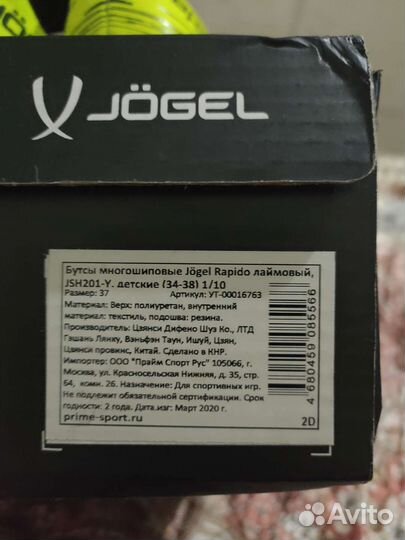 JÖGEL
Бутсы многошиповые Jögel Rapido лаймовый,
JSH201-Y, детские (34-38) 1/10
Размер: 37 Артикул: УТ-00016763
Материал: Верх: полиуретан, внутренний
материал: текстиль, подошва: резина.
Производитель: Цзянси Дифено Шуз Ко., ЛТД
Гэшань Лянку, Вэньфэн Таун, Ишуй, Цзян,
Цзянси провинс, Китай. Сделано в КНР.
Импортер: ООО "Прайм Спорт Рус" 105066, г.
Москва, ул. Красносельская Нижняя, д. 35, стр.
64, комн. 26. Назначение: Для спортивных игр.
Не подлежит обязательной сертификации. Срок
годности: 2 года. Дата.изг: Март 2020 г.
prime-sport.ru 2D
4 680459 085566
Avito